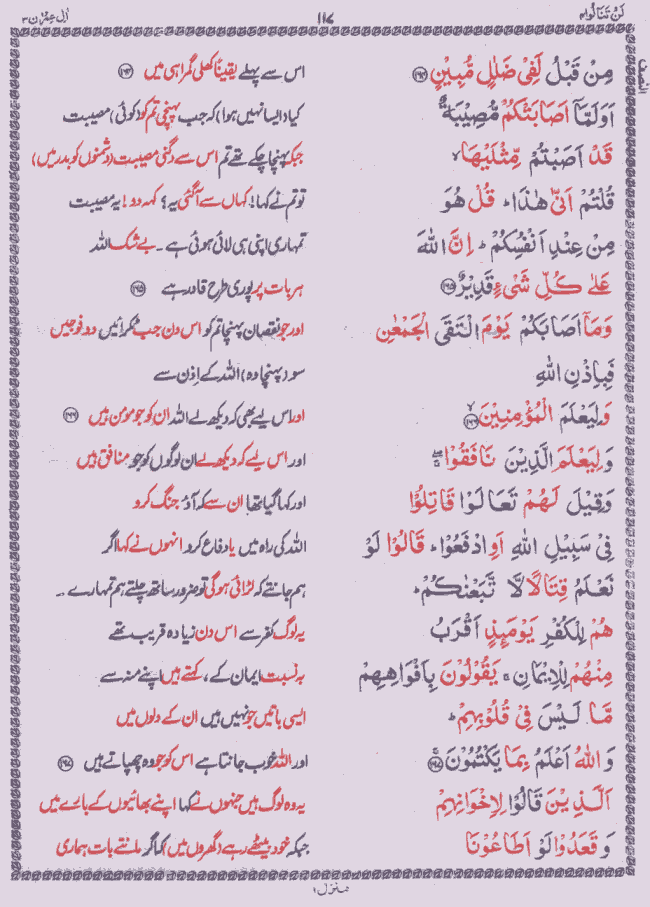 لَنْ تَنَالُوْا ۴ ۱۱۷ اٰلِ عِمْرٰن ۳
النصف
مِنْ قَبْلُ لَفِیْ ضَلٰلٍ مُّبِیْنٍ ﴿۱۶۴﴾ اس سے پہلے یقیناً کھلی گمراہی میں ﴿۱۶۴﴾
اَوَلَمَّاۤ اَصَابَتْكُمْ مُّصِیْبَةٌ کیا (ایسا نہیں ہوا) کہ جب پہنچی تم کو (کوئی) مصیبت
قَدْ اَصَبْتُمْ مِّثْلَیْهَا ۙ جبکہ پہنچا چکے تھے تم اس سے دگنی مصیبت (دشمنوں کو بدر میں)
قُلْتُمْ اَنّٰی هٰذَا ؕ قُلْ هُوَ تو تم نے کہا! کہاں سے آگئی یہ؟ کہہ دو! یہ مصیبت
مِنْ عِنْدِ اَنْفُسِكُمْ ؕ اِنَّ اللّٰهَ تمہاری اپنی ہی لائی ہوئی ہے ۔ بے شک اللہ
عَلٰی كُلِّ شَیْءٍ قَدِیْرٌ ﴿۱۶۵﴾ ہر بات پر پوری طرح قادر ہے ﴿۱۶۵﴾
وَمَاۤ اَصَابَكُمْ یَوْمَ الْتَقَی الْجَمْعٰنِ اور جو نقصان پہنچا تم کو اس دن جب ٹکرائیں دو فوجیں
فَبِاِذْنِ اللّٰهِ سو (پہنچا وہ) اللہ کے اذن سے
وَلِیَعْلَمَ الْمُؤْمِنِیْنَ ﴿۱۶۶﴾ اور اس لیے بھی کہ دیکھ لے اللہ ان کو جو مومن ہیں ﴿۱۶۶﴾
وَلِیَعْلَمَ الَّذِیْنَ نَافَقُوْا ۚۖ اور اس لیے کہ دیکھ لے ان لوگوں کو جو منافق ہیں
وَقِیْلَ لَهُمْ تَعَالَوْا قَاتِلُوْا اور کہا گیا تھا ان سے کہ آؤ جنگ کرو
فِیْ سَبِیْلِ اللّٰهِ اَوِ ادْفَعُوْا ؕ قَالُوْا لَوْ اللہ کی راہ میں یا دفاع کرو انہوں نے کہا اگر
نَعْلَمُ قِتَالًا لَّا تَّبَعْنٰكُمْ ؕ ہم جانتے کہ لڑائی ہوگی تو ضرور ساتھ چلتے ہم تمہارے ۔
هُمْ لِلْكُفْرِ یَوْمَىِٕذٍ اَقْرَبُ یہ لوگ کفر سے اس دن زیادہ قریب تھے
مِنْهُمْ لِلْاِیْمَانِ ۚ یَقُوْلُوْنَ بِاَفْوَاهِهِمْ بہ نسبت ایمان کے، کہتے ہیں اپنے منہ سے
مَّا لَیْسَ فِیْ قُلُوْبِهِمْ ؕ ایسی باتیں جو نہیں ہیں ان کے دلوں میں
وَاللّٰهُ اَعْلَمُ بِمَا یَكْتُمُوْنَ ﴿۱۶۷﴾ اور اللہ خوب جانتا ہے اس کو جو وہ چھپاتے ہیں ﴿۱۶۷﴾
اَلَّذِیْنَ قَالُوْا لِاِخْوَانِهِمْ یہ وہ لوگ ہیں جنہوں نے کہا اپنے بھائیوں کے بارے میں
وَقَعَدُوْا لَوْ اَطَاعُوْنَا جبکہ خود بیٹھے رہے (گھروں میں) کہ اگر مانتے بات ہماری
منزل ۱